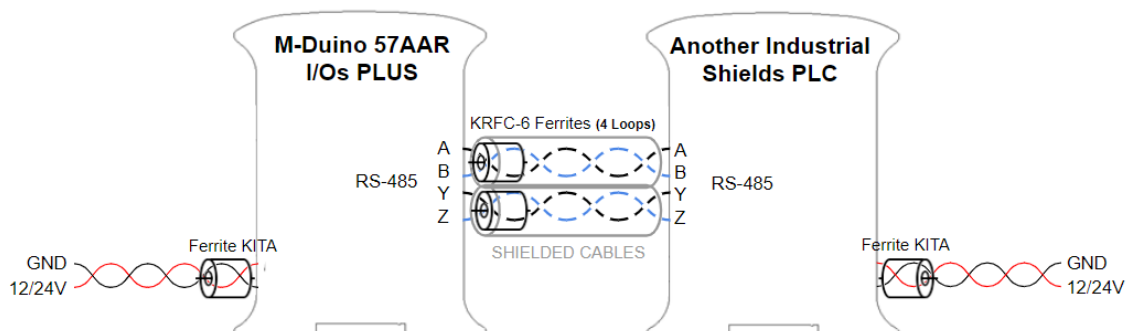 M-Duino 57AAR
I/Os PLUS
Another Industrial
Shields PLC
KRFC-6 Ferrites (4 Loops)
A
B
Y
Z
RS-485
A
B
Y
Z
RS-485
SHIELDED CABLES
Ferrite KITA
GND
12/24V
Ferrite KITA
GND
12/24V